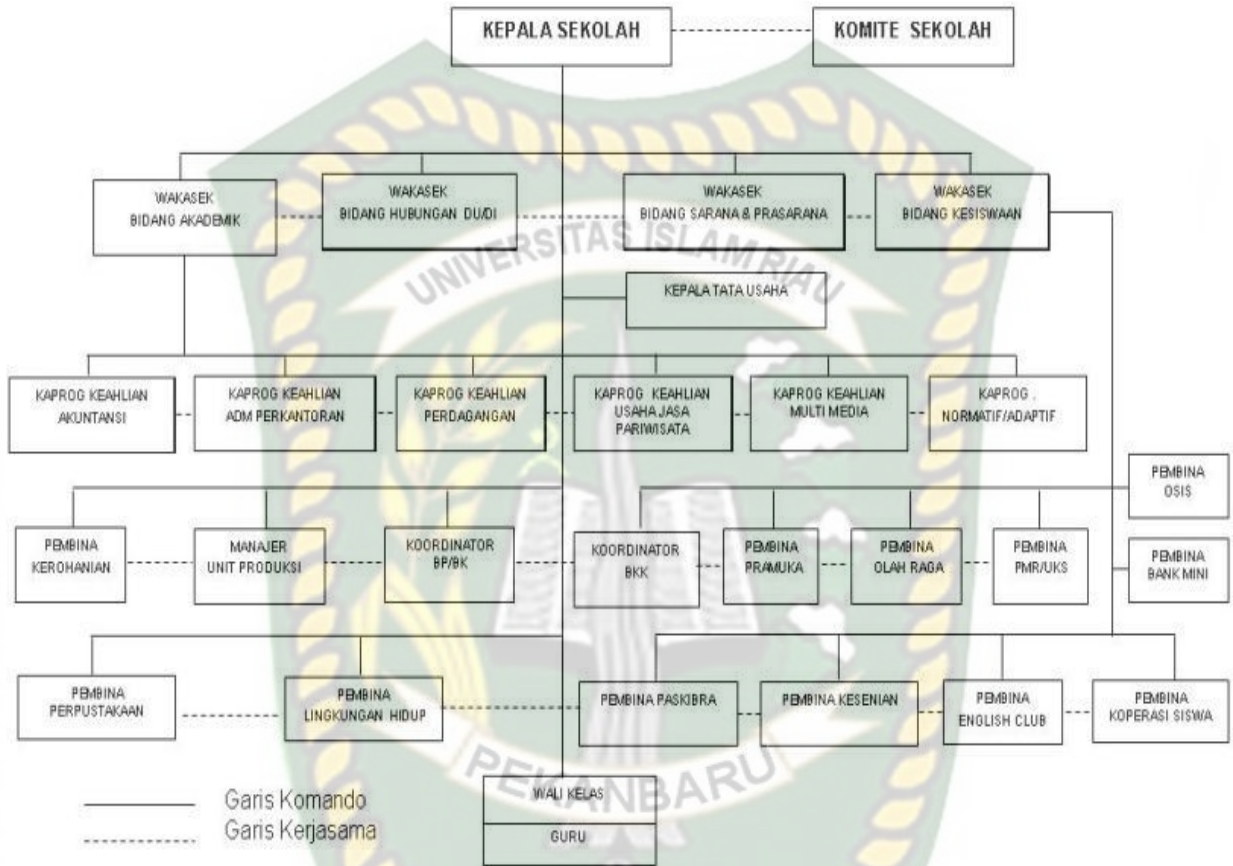 KEPALA SEKOLAH
KOMITE SEKOLAH
WAKASEK
BIDANG AKADEMIK
WAKASEK
BIDANG HUBUNGAN DU/DI
WAKASEK
BIDANG SARANA & PRASARANA
WAKASEK
BIDANG KESISWAAN
UNIVERSITAS ISLAM RIAU
KEPALA TATA USAHA
KAPROG KEAHLIAN
AKUNTANSI
KAPROG KEAHLIAN
ADM PERKANTORAN
KAPROG KEAHLIAN
PERDAGANGAN
KAPROG KEAHLIAN
USAHA JASA
PARIWISATA
KAPROG KEAHLIAN
MULTI MEDIA
KAPROG .
NORMATIF/ADAPTIF
PEMBINA
OSIS
PEMBINA
KEROHANIAN
MANAJER
UNIT PRODUKSI
KOORDINATOR
BP/BK
KOORDINATOR
BKK
PEMBINA
PRAMUKA
PEMBINA
OLAH RAGA
PEMBINA
PMR/UKS
PEMBINA
BANK MINI
PEMBINA
PERPUSTAKAAN
PEMBINA
LINGKUNGAN HIDUP
PEMBINA PASKIBRA
PEMBINA KESENIAN
PEMBINA
ENGLISH CLUB
PEMBINA
KOPERASI SISWA
PEKANBARU
WALI KELAS
GURU
Garis Komando
Garis Kerjasama